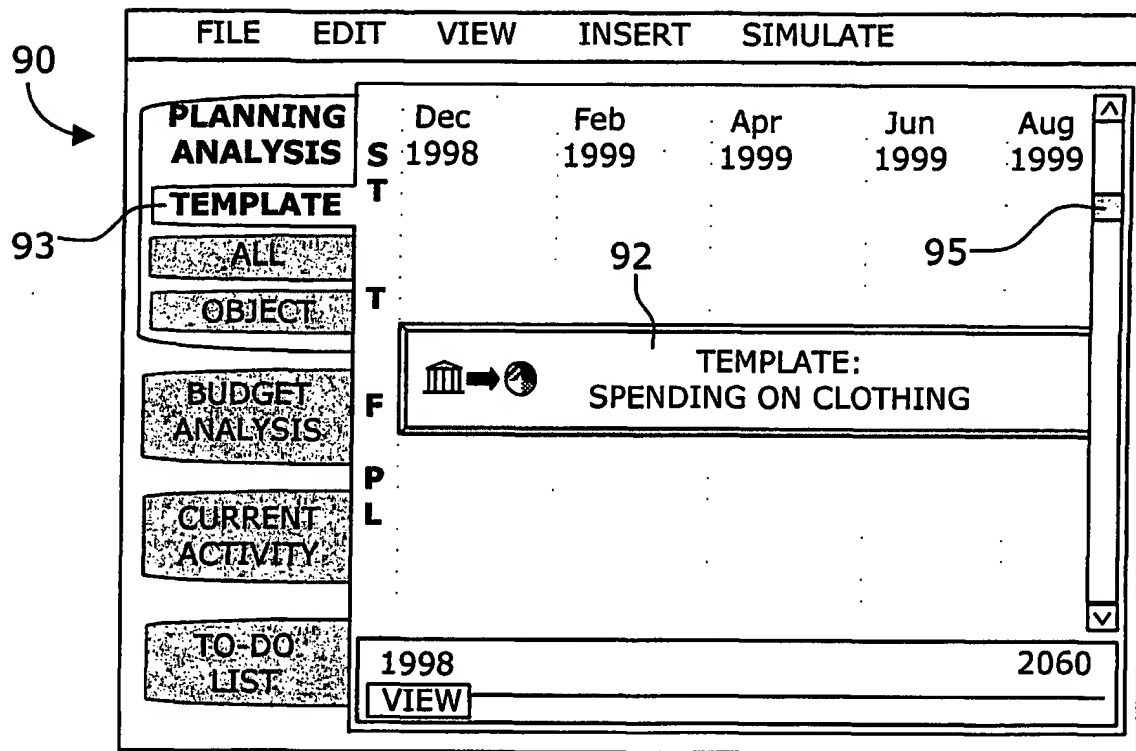 FILE EDIT VIEW INSERT SIMULATE
90
PLANNING
ANALYSIS
TEMPLATE
93
ALL
OBJECT
BUDGET
ANALYSIS
CURRENT
ACTIVITY
TO-DO
LIST
S
T
T
F
P
L
Dec Feb Apr Jun Aug
1998 1999 1999 1999 1999
92
95
TEMPLATE:
SPENDING ON CLOTHING
1998 2060
VIEW